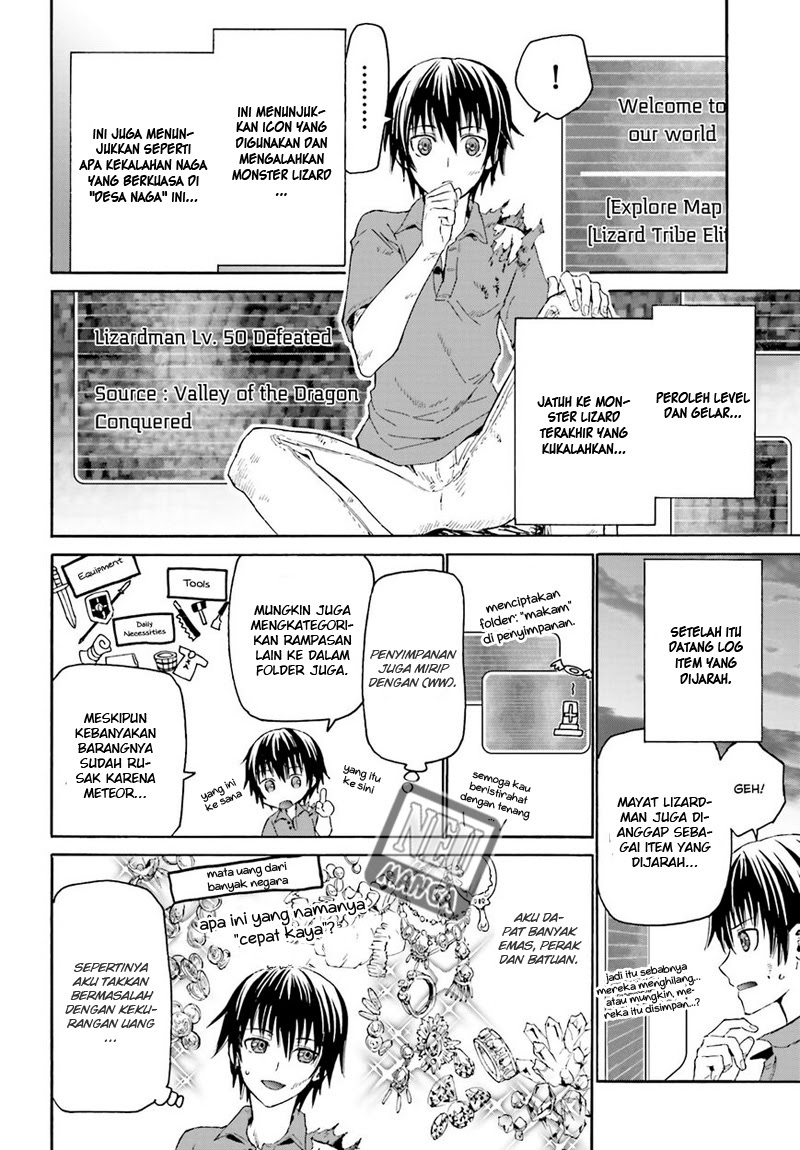 !
Welcome to
our world
[Explore Map
[Lizard Tribe Elit
INI MENUNJUK-
KAN ICON YANG
DIGUNAKAN DAN
MENGALAHKAN
MONSTER LIZARD
...
INI JUGA MENUN-
JUKKAN SEPERTI
APA KEKALAHAN NAGA
YANG BERKUASA DI
"DESA NAGA" INI...
Lizardman Lv. 50 Defeated
Source : Valley of the Dragon
Conquered
PEROLEH LEVEL
DAN GELAR...
JATUH KE MON-
STER LIZARD
TERAKHIR YANG
KUKALAHKAN...
SETELAH ITU
DATANG LOG
ITEM YANG
DIJARAH.
GEH!
MAYAT LIZARD-
MAN JUGA DI-
ANGGAP SEBA-
GAI ITEM YANG
DIJARAH...
jadi itu sebabnya
mereka menghilang...
atau mungkin me-
reka itu disimpan...?
menciptakan
folder: "makam"
di penyimpanan.
semoga kau
beristirahat
dengan tenang
...
PENYIMPANAN
JUGA MIRIP
DENGAN (WW).
MUNGKIN JUGA
MENGKATEGORI-
KAN RAMPASAN
LAIN KE DALAM
FOLDER JUGA.
Equipment
Tools
Daily
Necessities
MESKIPUN
KEBANYAKAN
BARANGNYA
SUDAH RU-
SAK KARENA
METEOR...
yang itu
ke sini
yang ini
ke sana
NEU
MANGA
AKU DA-
PAT BANYAK
EMAS, PERAK
DAN BATUAN.
mata uang dari
banyak negara
apa ini yang namanya
"cepat kaya"?
SEPERTINYA
AKU TAKKAN
BERMASALAH
DENGAN KEKU-
RANGAN UANG
...